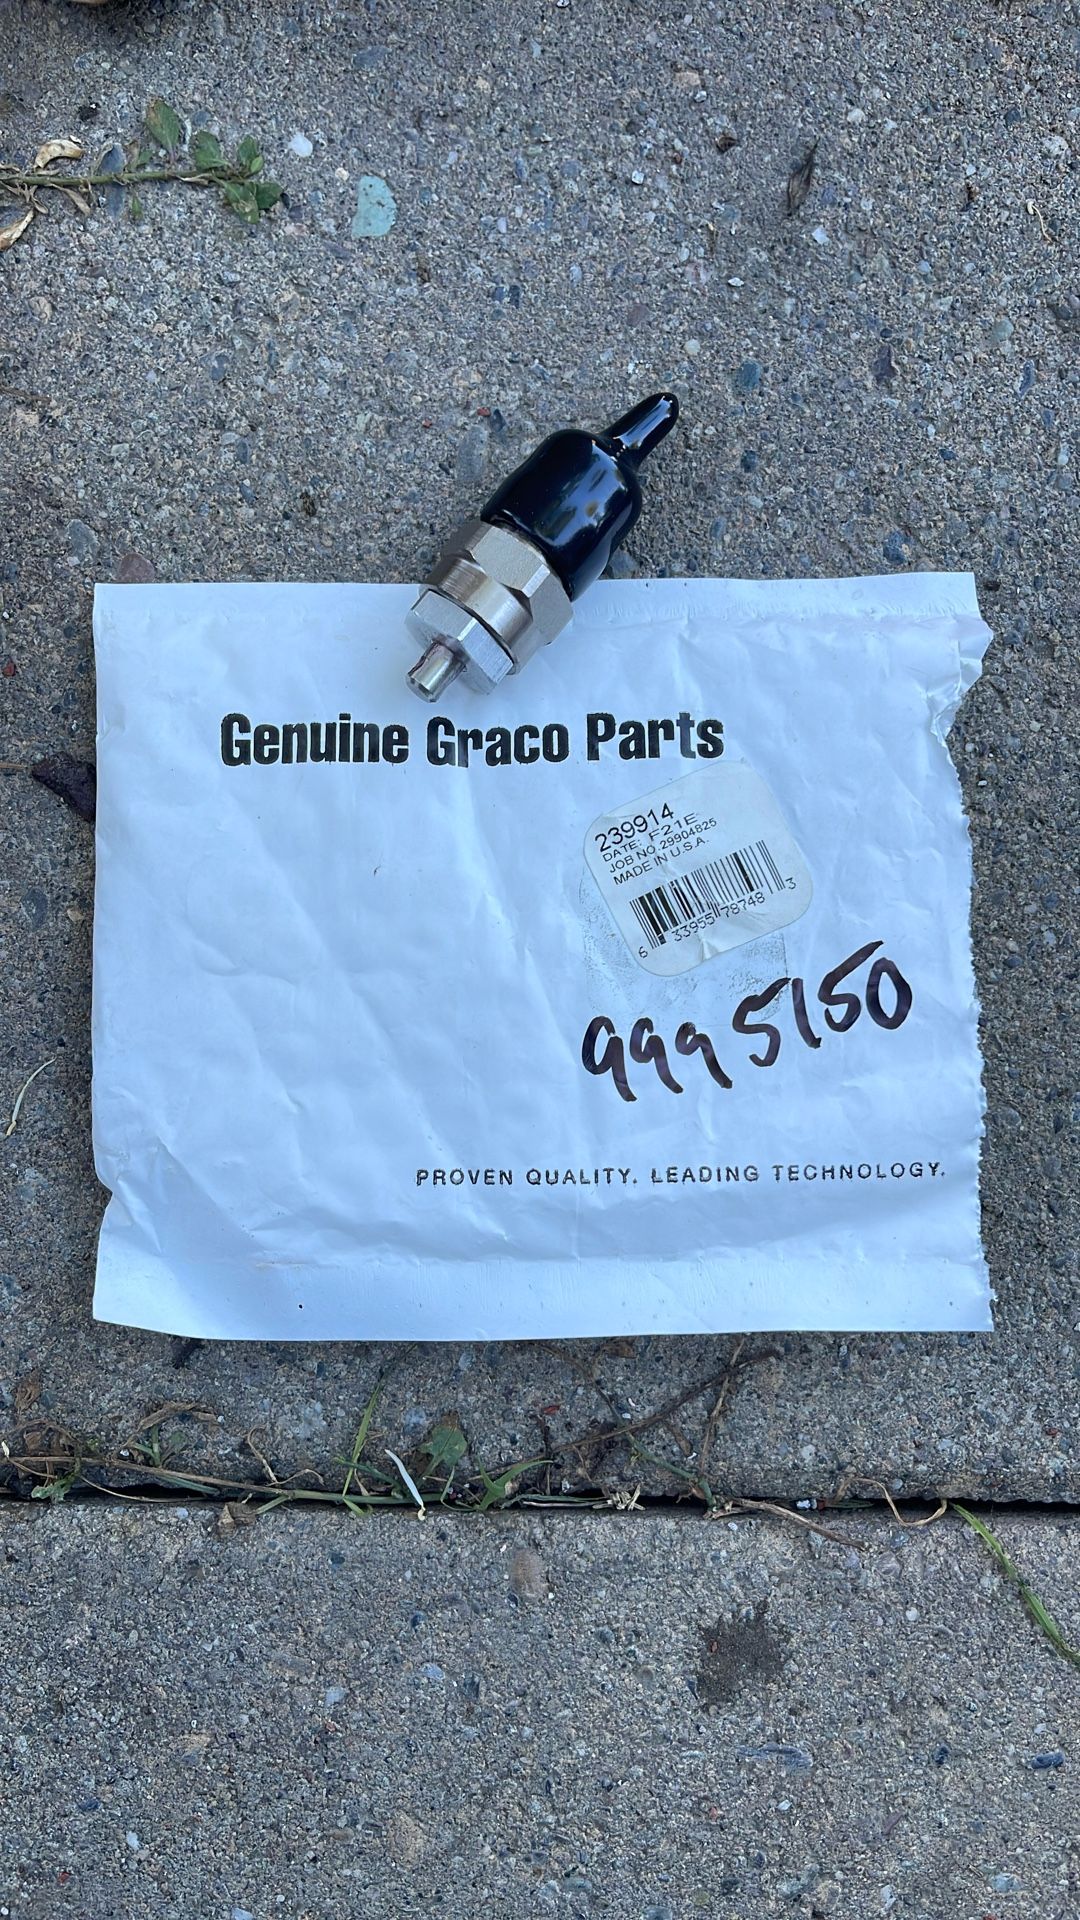 Genuine Graco Parts
239914
DATE: F21E
JOB NO.29904825
MADE IN U.S.A.
6 33955 78748 3
9995150
PROVEN QUALITY. LEADING TECHNOLOGY.